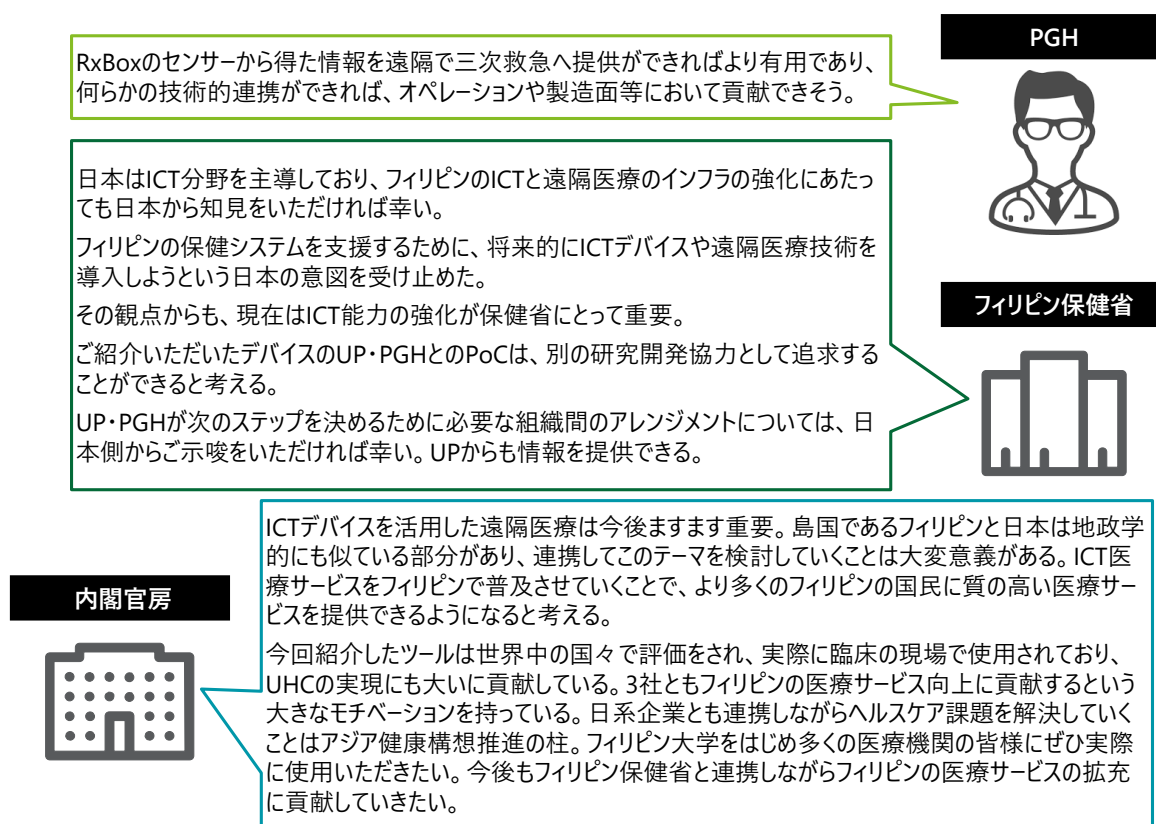 PGH
RxBoxのセンサーから得た情報を遠隔で三次救急へ提供ができればより有用であり、
何らかの技術的連携ができれば、オペレーションや製造面等において貢献できそう。
日本はICT分野を主導しており、フィリピンのICTと遠隔医療のインフラの強化にあたっ
ても日本から知見をいただければ幸い。
フィリピンの保健システムを支援するために、将来的にICTデバイスや遠隔医療技術を
導入しようという日本の意図を受け止めた。
その観点からも、現在はICT能力の強化が保健省にとって重要。
ご紹介いただいたデバイスのUP・PGHとのPoCは、別の研究開発協力として追求する
ことができると考える。
UP・PGHが次のステップを決めるために必要な組織間のアレンジメントについては、日
本側からご示唆をいただければ幸い。UPからも情報を提供できる。
フィリピン保健省
内閣官房
ICTデバイスを活用した遠隔医療は今後ますます重要。島国であるフィリピンと日本は地政学
的にも似ている部分があり、連携してこのテーマを検討していくことは大変意義がある。ICT医
療サービスをフィリピンで普及させていくことで、より多くのフィリピンの国民に質の高い医療サー
ビスを提供できるようになると考える。
今回紹介したツールは世界中の国々で評価をされ、実際に臨床の現場で使用されており、
UHCの実現にも大いに貢献している。3社ともフィリピンの医療サービス向上に貢献するという
大きなモチベーションを持っている。日系企業とも連携しながらヘルスケア課題を解決していく
ことはアジア健康構想推進の柱。フィリピン大学をはじめ多くの医療機関の皆様にぜひ実際
に使用いただきたい。今後もフィリピン保健省と連携しながらフィリピンの医療サービスの拡充
に貢献していきたい。